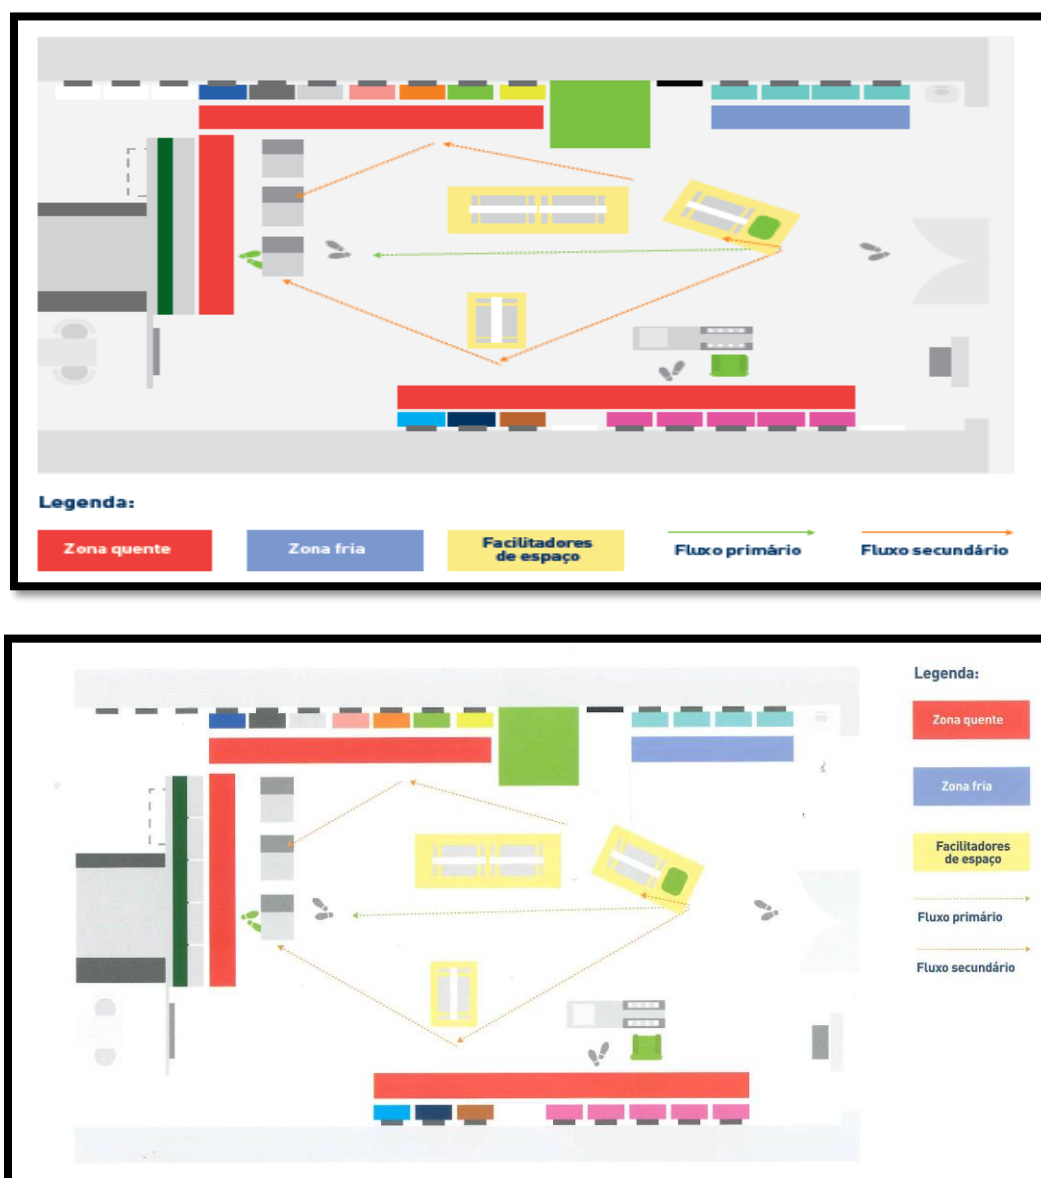 Legenda:
Zona quente
Zona fria
Facilitadores
de espaço
Fluxo primário
Fluxo secundário
Legenda:
Zona quente
Zona fria
Facilitadores
de espaço
Fluxo primário
Fluxo secundário